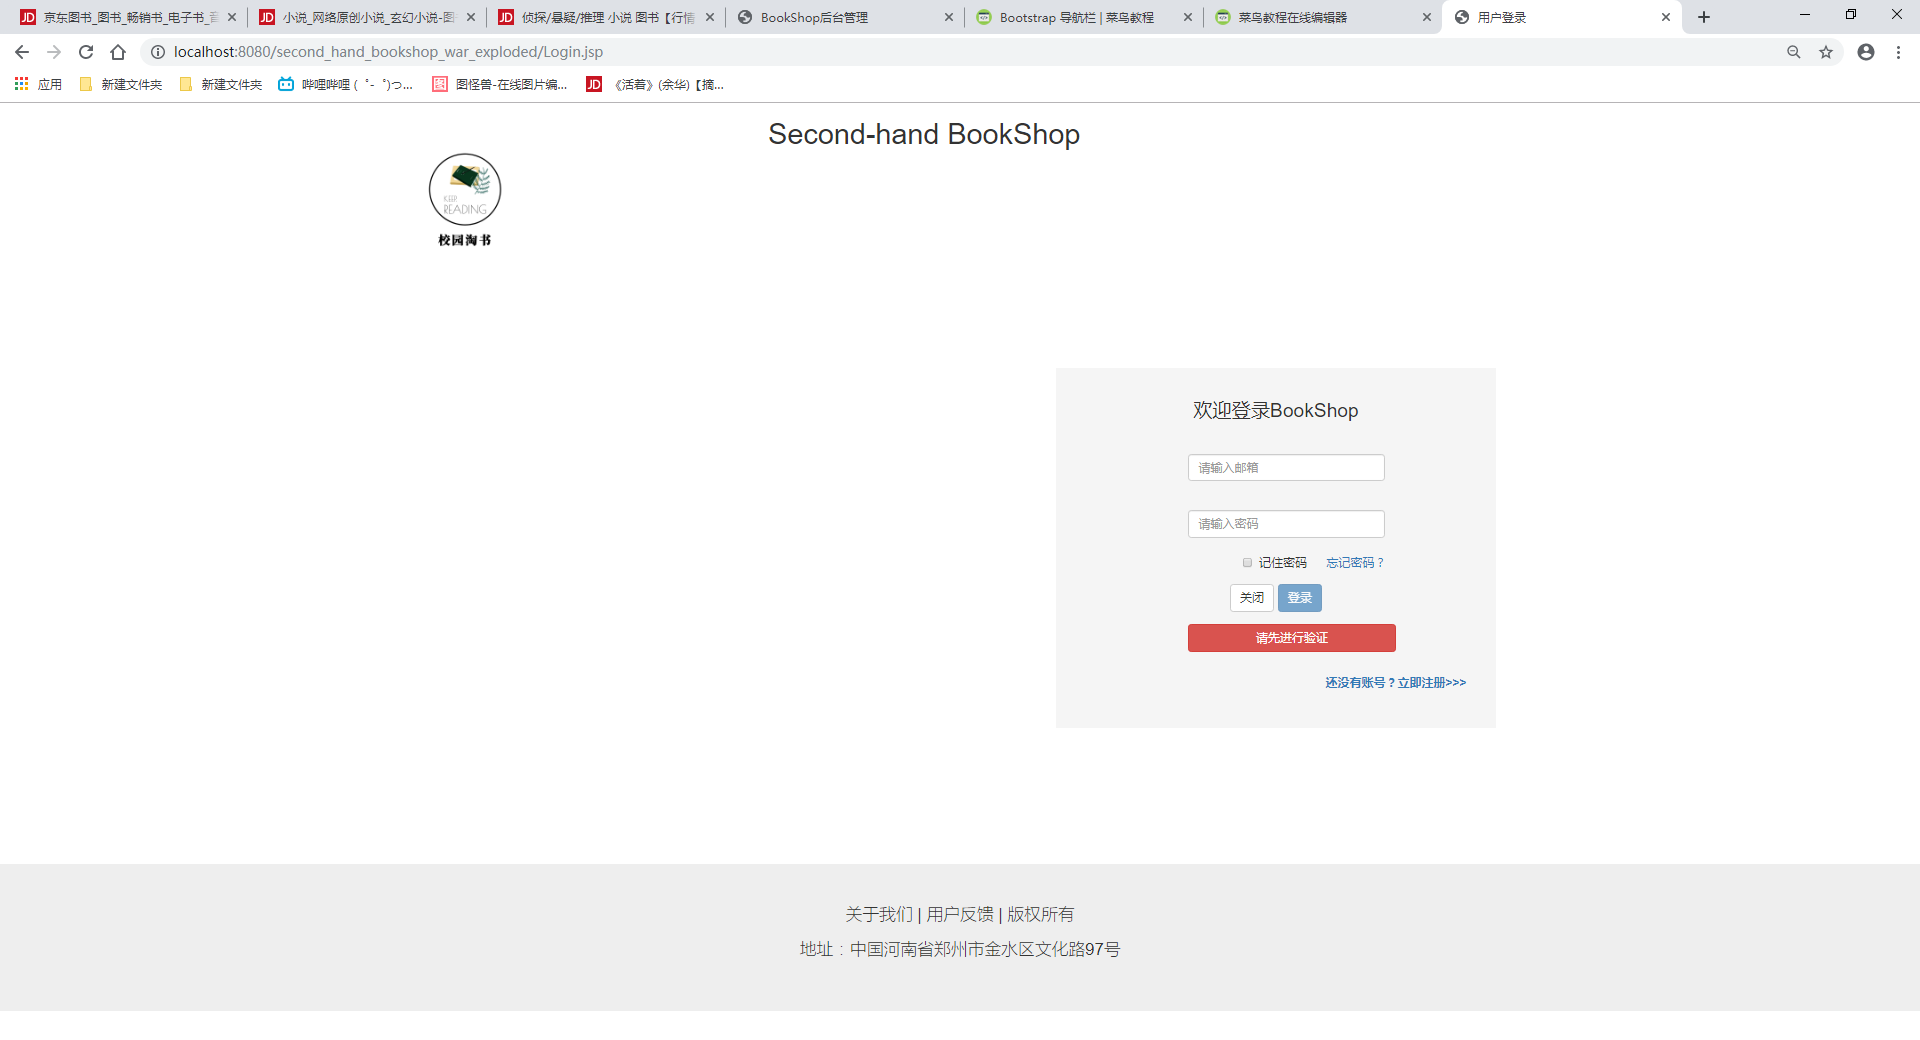 京东图书_图书_畅销书_电子书_音
小说_网络原创小说_玄幻小说-图书
侦探/悬疑/推理 小说 图书【行情
BookShop后台管理
Bootstrap 导航栏 | 菜鸟教程
菜鸟教程在线编辑器
用户登录
localhost:8080/second_hand_bookshop_war_exploded/Login.jsp
应用
新建文件夹
新建文件夹
哔哩哔哩 ( ゜- ゜)つ...
图怪兽-在线图片编...
《活着》(余华)【摘...
Second-hand BookShop
KEEP
READING
校园淘书
欢迎登录BookShop
请输入邮箱
请输入密码
记住密码 忘记密码？
关闭 登录
请先进行验证
还没有账号？立即注册>>>
关于我们 | 用户反馈 | 版权所有
地址：中国河南省郑州市金水区文化路97号